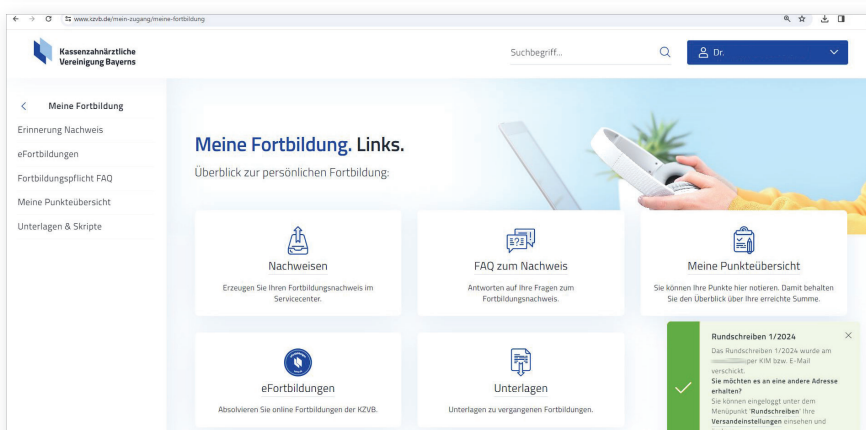 www.kzvb.de/mein-zugang/meine-fortbildung
Kassenzahnärztliche
Vereinigung Bayerns
Suchbegriff...
Dr.
Meine Fortbildung
Erinnerung Nachweis
eFortbildungen
Fortbildungspflicht FAQ
Meine Punkteübersicht
Unterlagen & Skripte
Meine Fortbildung. Links.
Überblick zur persönlichen Fortbildung:
Nachweisen
Erzeugen Sie Ihren Fortbildungsnachweis im
Servicecenter.
FAQ zum Nachweis
Antworten auf Ihre Fragen zum
Fortbildungsnachweis.
Meine Punkteübersicht
Sie können Ihre Punkte hier notieren. Damit behalten
Sie den Überblick über Ihre erreichte Summe.
eFortbildungen
Absolvieren Sie online Fortbildungen der KZVB.
Unterlagen
Unterlagen zu vergangenen Fortbildungen.
Rundschreiben 1/2024
Das Rundschreiben 1/2024 wurde am
per KIM bzw. E-Mail
verschickt.
Sie möchten es an eine andere Adresse
erhalten?
Sie können eingeloggt unter dem
Menüpunkt 'Rundschreiben' Ihre
Versandeinstellungen einsehen und